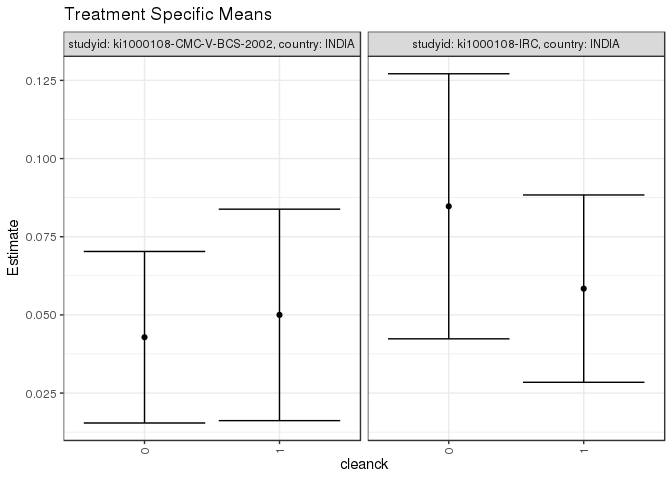 Treatment Specific Means
studyid: ki1000108-CMC-V-BCS-2002, country: INDIA
studyid: ki1000108-IRC, country: INDIA
0.125
0.100
0.075
0.050
0.025
Estimate
0
1
0
1
cleanck